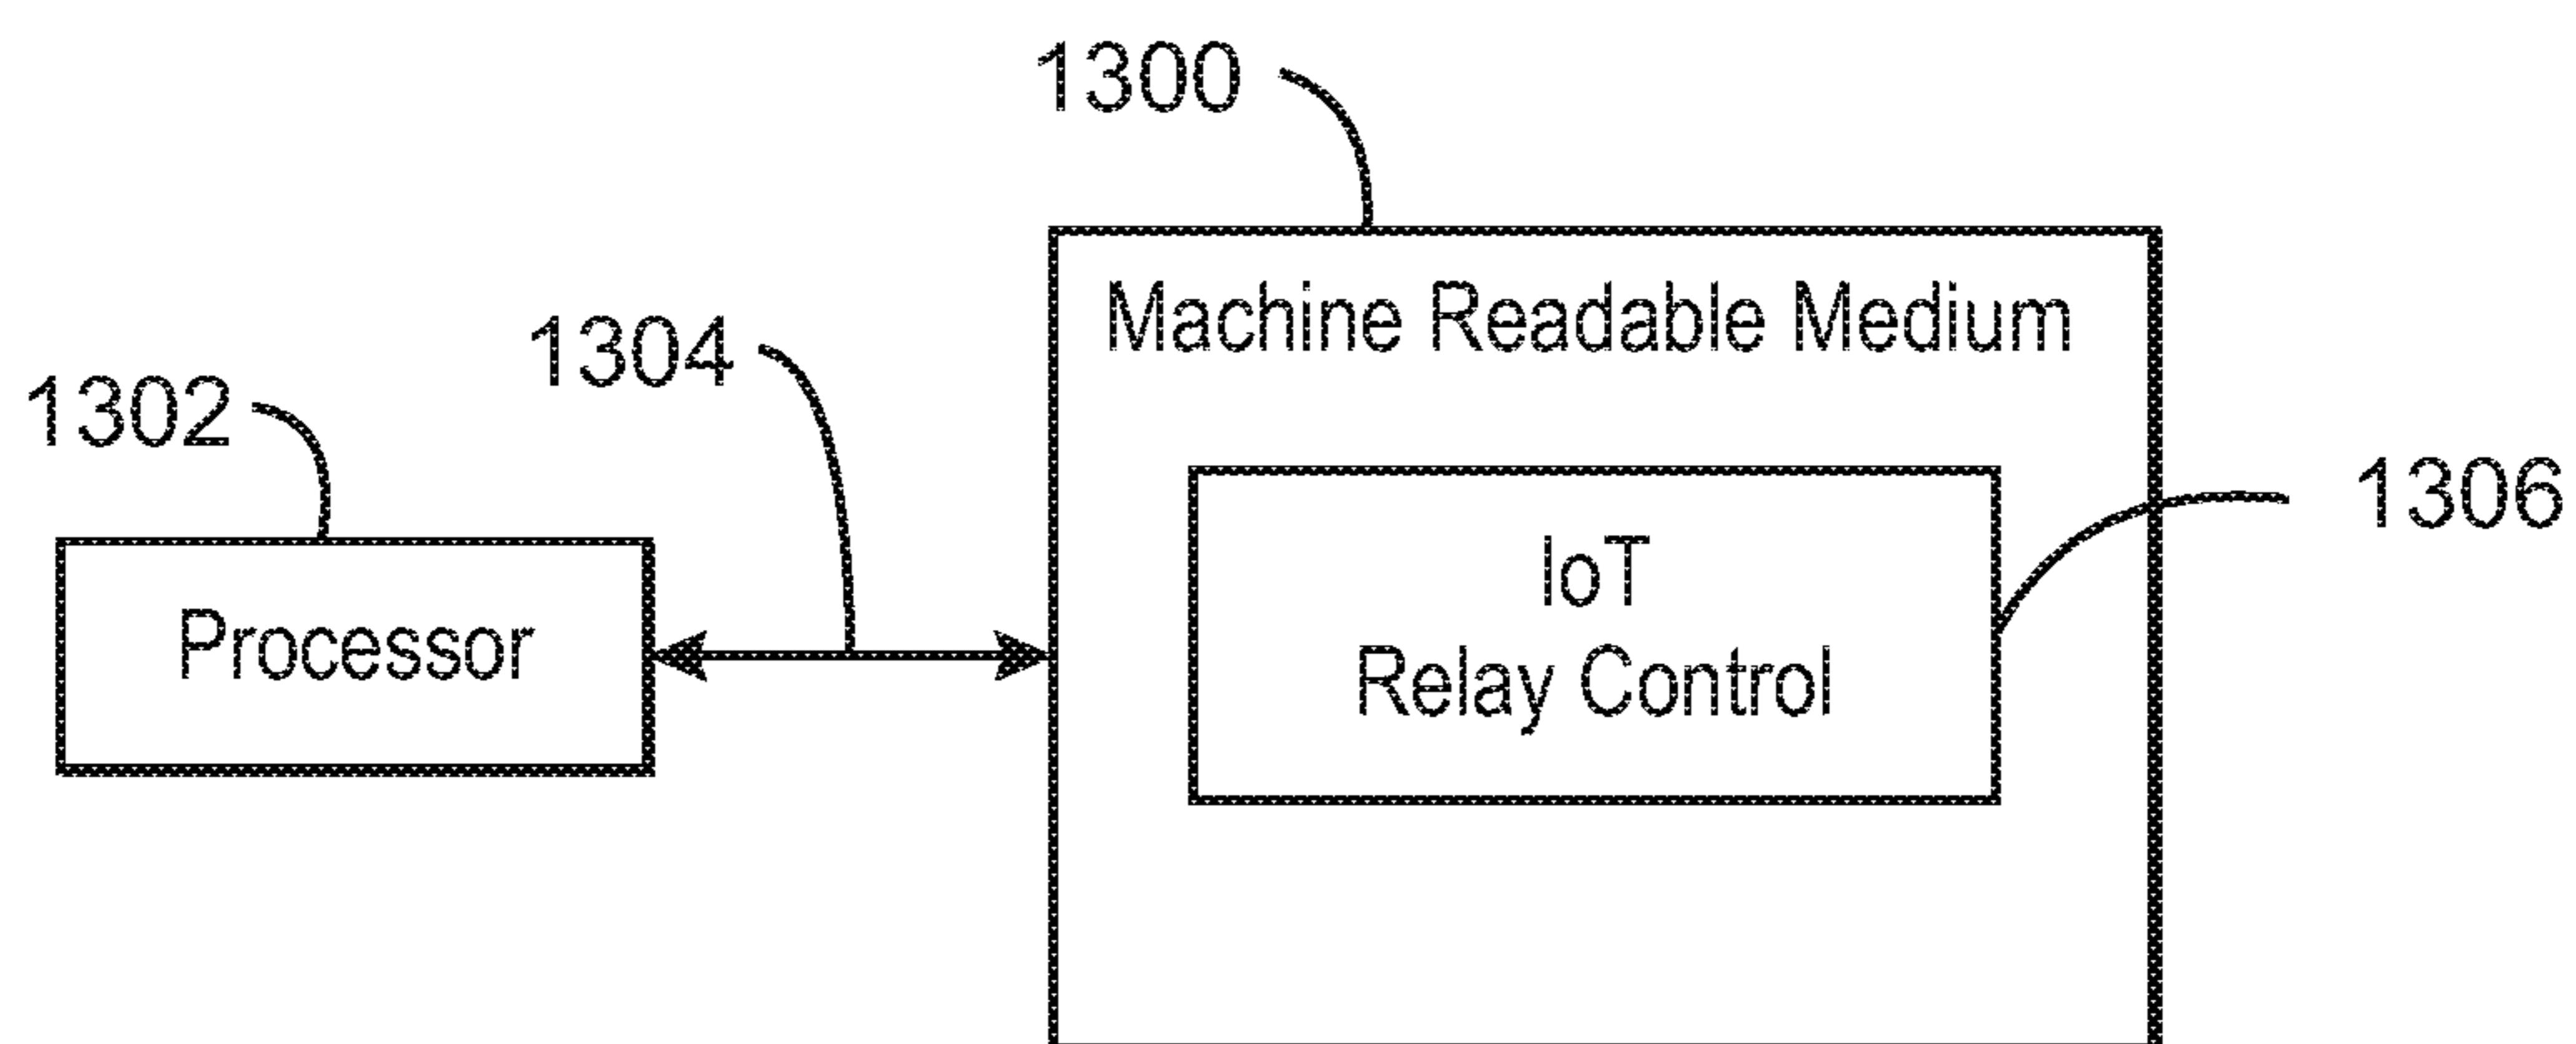 1300
Machine Readable Medium
1304
1302
1306
IoT
Relay Control
Processor